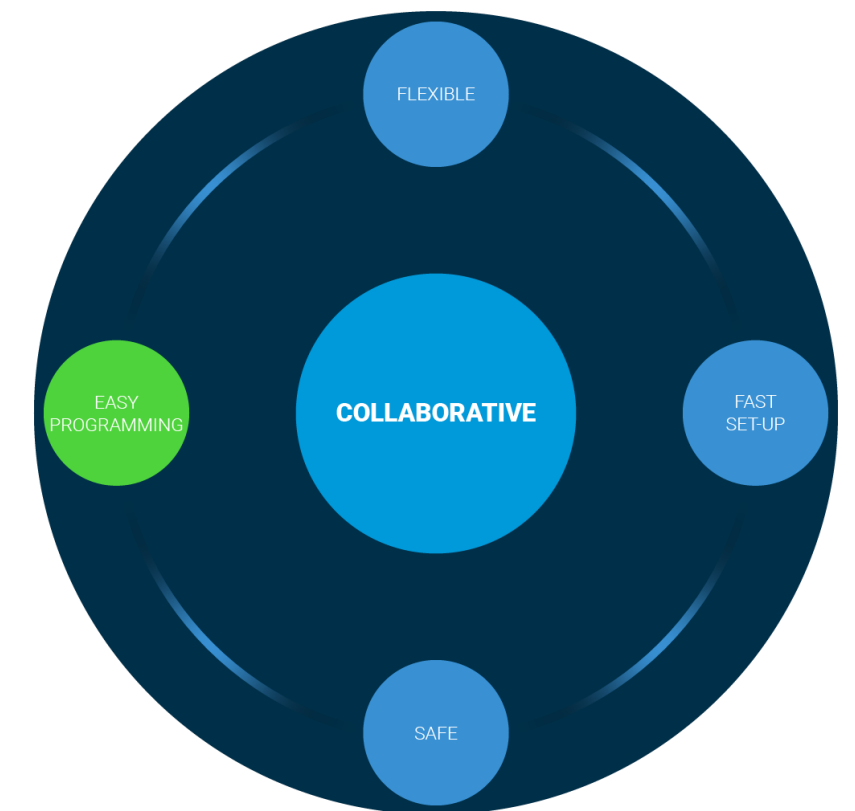 FLEXIBLE
EASY
PROGRAMMING
COLLABORATIVE
FAST
SET-UP
SAFE